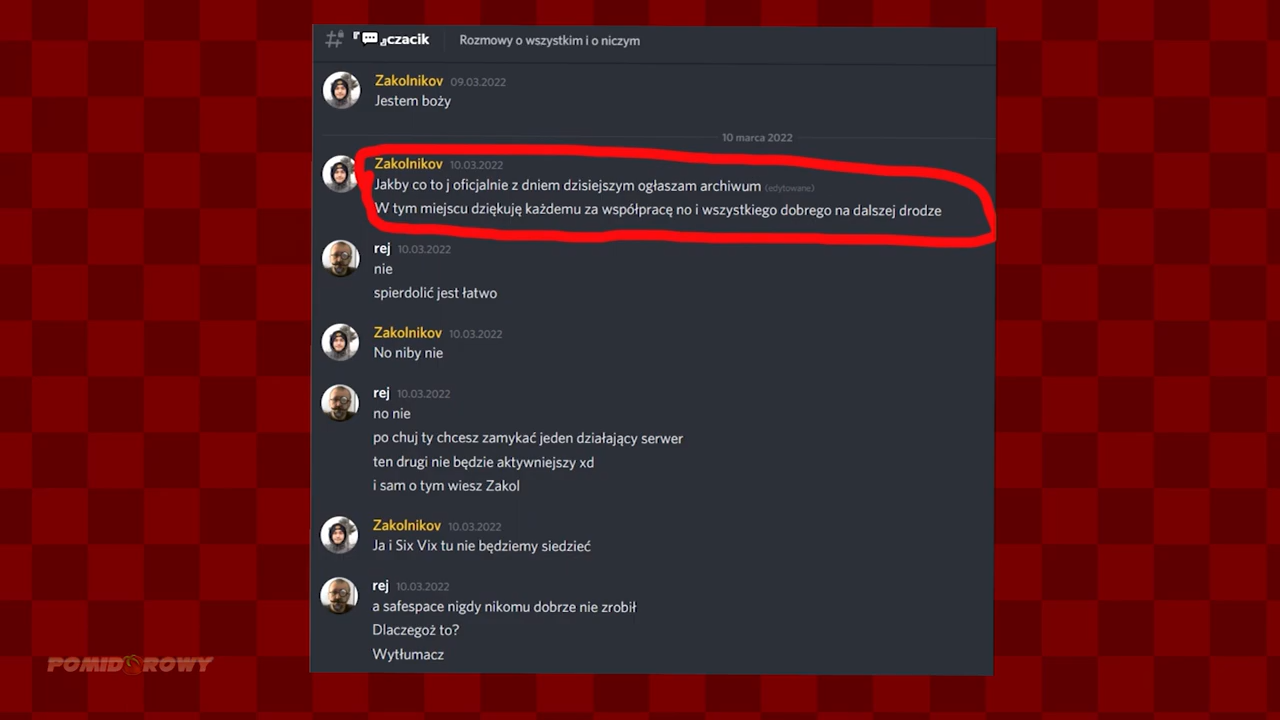 『💬』czacik Rozmowy o wszystkim i o niczym
Zakolnikov 09.03.2022
Jestem boży
10 marca 2022
Zakolnikov 10.03.2022
Jakby co to j oficjalnie z dniem dzisiejszym ogłaszam archiwum (edytowane)
W tym miejscu dziękuję każdemu za współpracę no i wszystkiego dobrego na dalszej drodze
rej 10.03.2022
nie
spierdolić jest łatwo
Zakolnikov 10.03.2022
No niby nie
rej 10.03.2022
no nie
po chuj ty chcesz zamykać jeden działający serwer
ten drugi nie będzie aktywniejszy xd
i sam o tym wiesz Zakol
Zakolnikov 10.03.2022
Ja i Six Vix tu nie będziemy siedzieć
rej 10.03.2022
a safespace nigdy nikomu dobrze nie zrobił
Dlaczegoż to?
Wytłumacz
POMIDOROWY